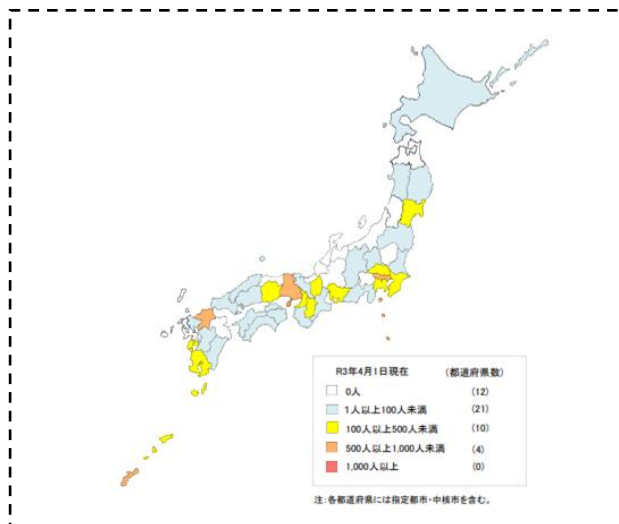 R3年4月1日現在 (都道府県数)
0人 (12)
1人以上100人未満 (21)
100人以上500人未満 (10)
500人以上1,000人未満 (4)
1,000人以上 (0)
注:各都道府県には指定都市・中核市を含む。